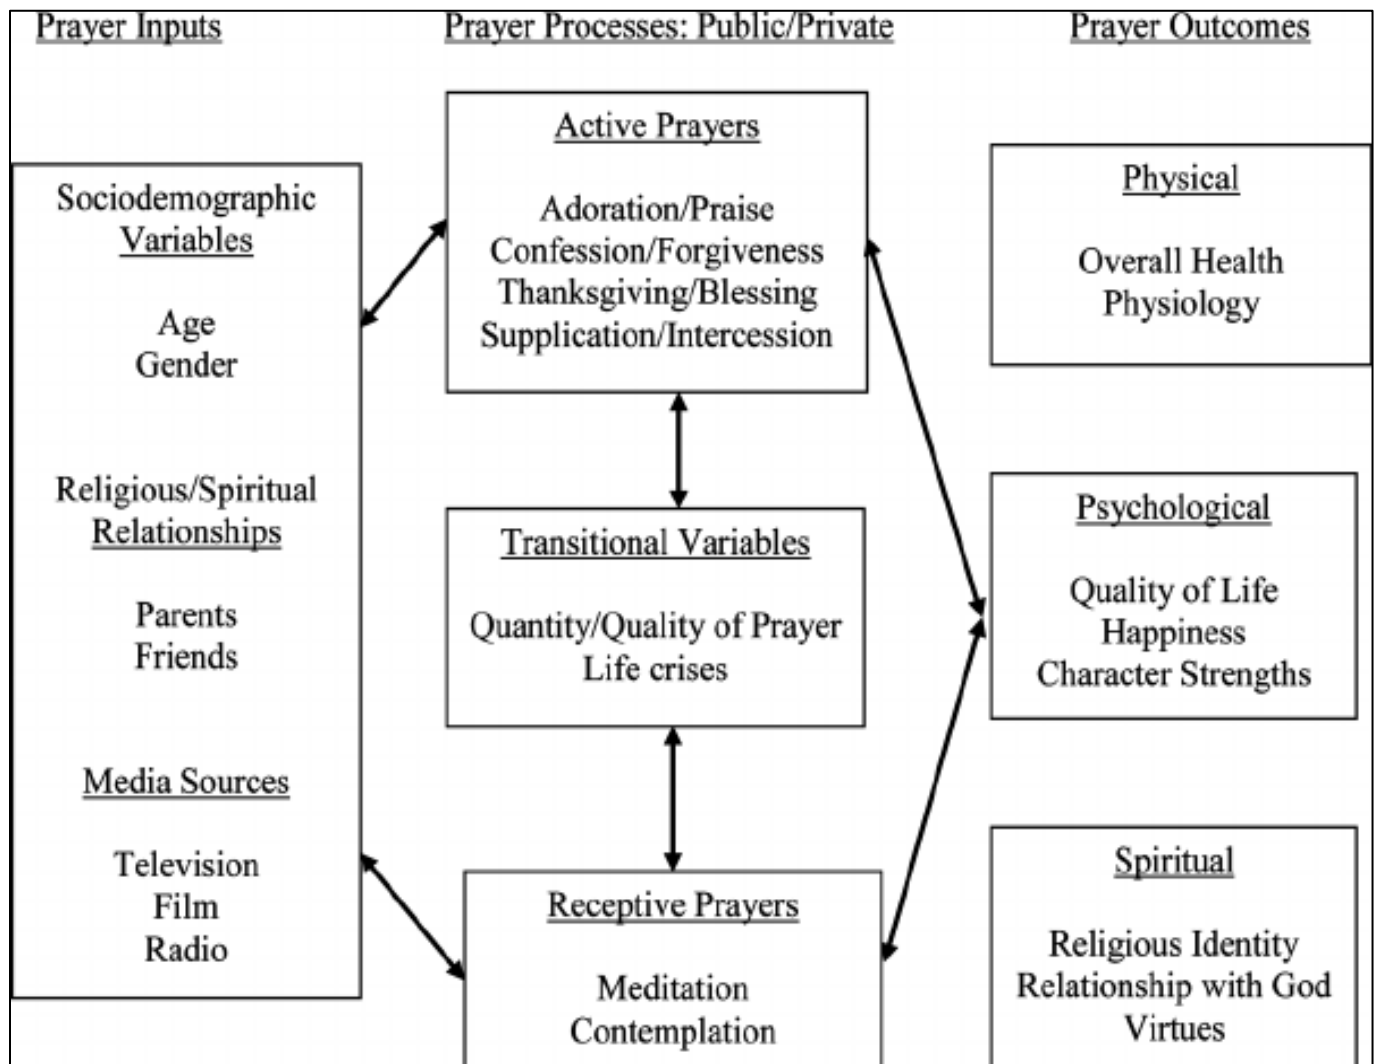 Prayer Inputs
Prayer Processes: Public/Private
Prayer Outcomes
Sociodemographic
Variables
Age
Gender
Religious/Spiritual
Relationships
Parents
Friends
Media Sources
Television
Film
Radio
Active Prayers
Adoration/Praise
Confession/Forgiveness
Thanksgiving/Blessing
Supplication/Intercession
Transitional Variables
Quantity/Quality of Prayer
Life crises
Receptive Prayers
Meditation
Contemplation
Physical
Overall Health
Physiology
Psychological
Quality of Life
Happiness
Character Strengths
Spiritual
Religious Identity
Relationship with God
Virtues